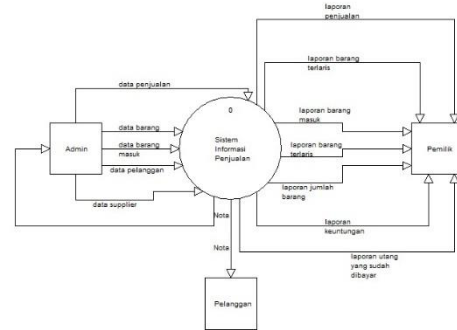 laporan
penjualan
laporan barang
terlaris
data penjualan
0
laporan barang
masuk
data barang
Sistem
Informasi
Penjualan
Admin
data barang
masuk
laporan barang
terlaris
Pemilik
data pelanggan
laporan jumlah
barang
data supplier
Nota
laporan
keuntungan
Nota
laporan utang
yang sudah
dibayar
Pelanggan